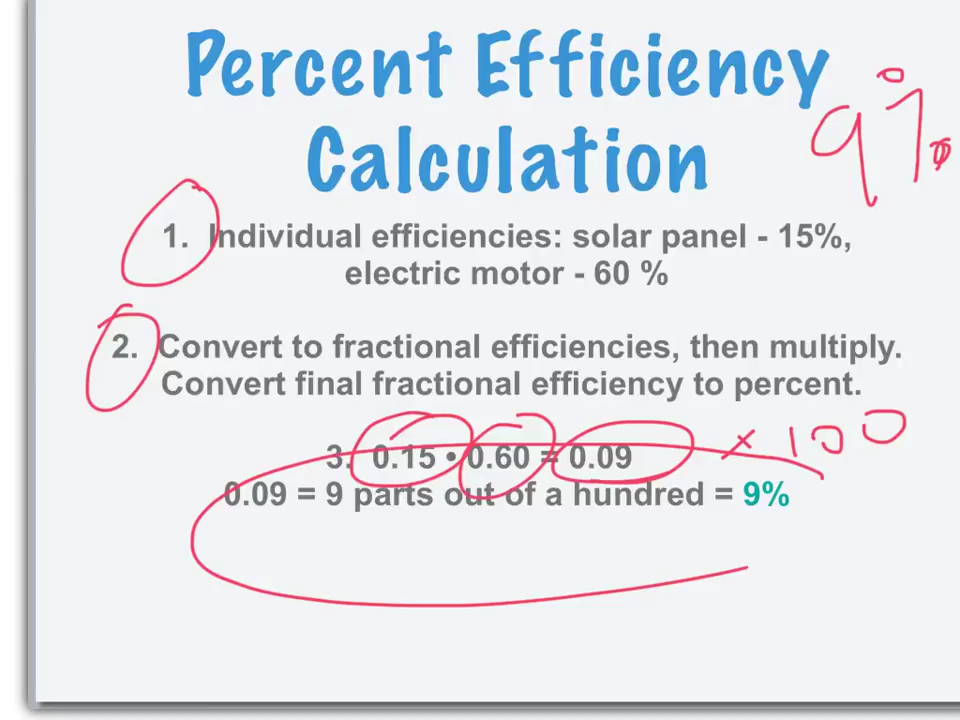 Percent Efficiency
Calculation
9%
1. Individual efficiencies: solar panel - 15%,
electric motor - 60 %
2. Convert to fractional efficiencies, then multiply.
Convert final fractional efficiency to percent.
3. 0.15 • 0.60 = 0.09
× 100
0.09 = 9 parts out of a hundred = 9%